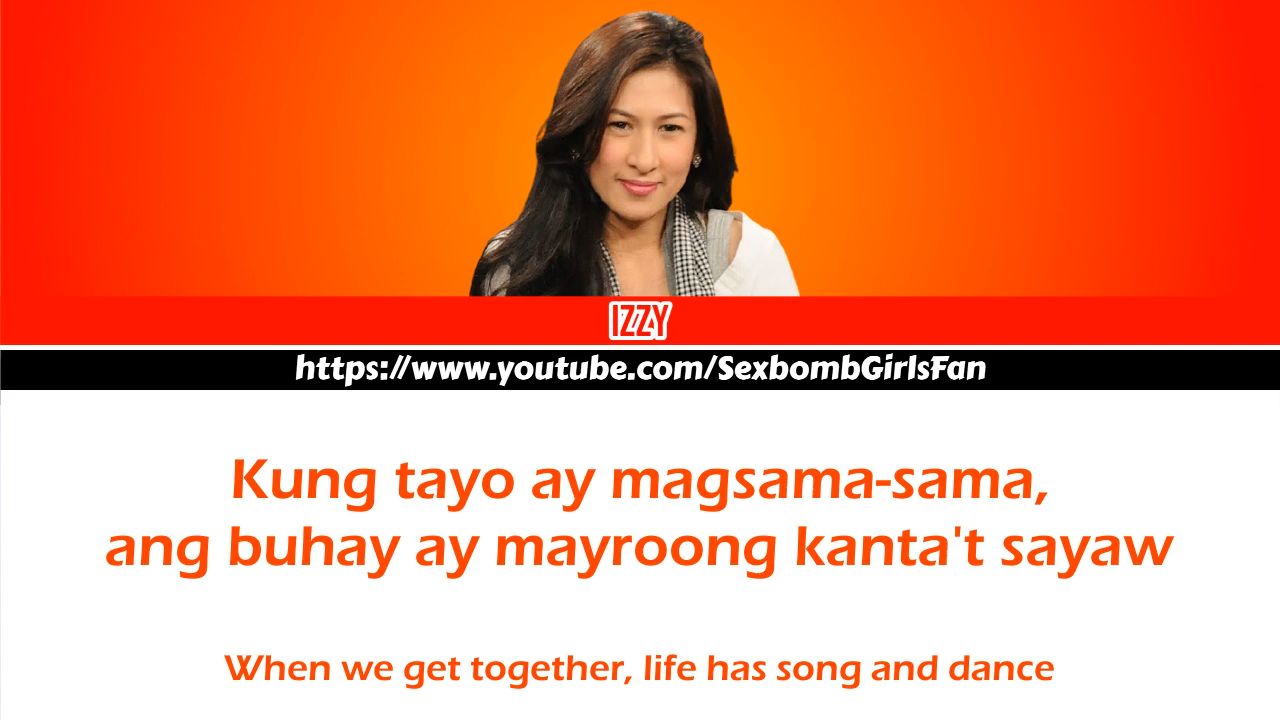 IZZY
https://www.youtube.com/SexbombGirlsFan
Kung tayo ay magsama-sama,
ang buhay ay mayroong kanta't sayaw
When we get together, life has song and dance